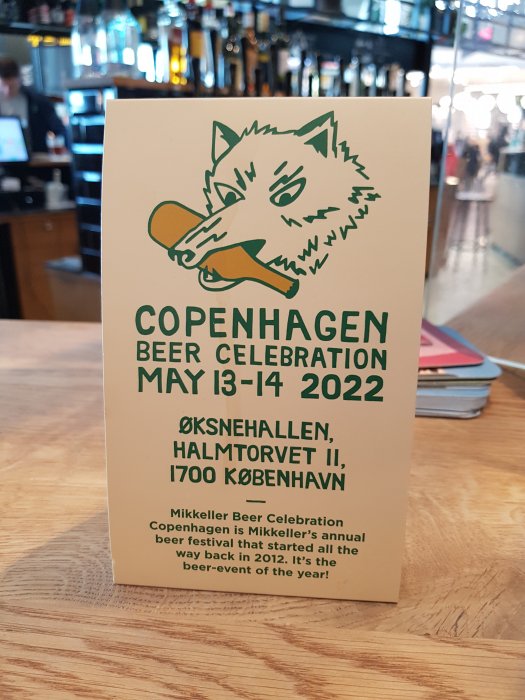 COPENHAGEN
BEER CELEBRATION
MAY 13-14 2022
ØKSNEHALLEN,
HALMTORVET 11,
1700 KØBENHAVN
—
Mikkeller Beer Celebration
Copenhagen is Mikkeller's annual
beer festival that started all the
way back in 2012. It's the
beer-event of the year!